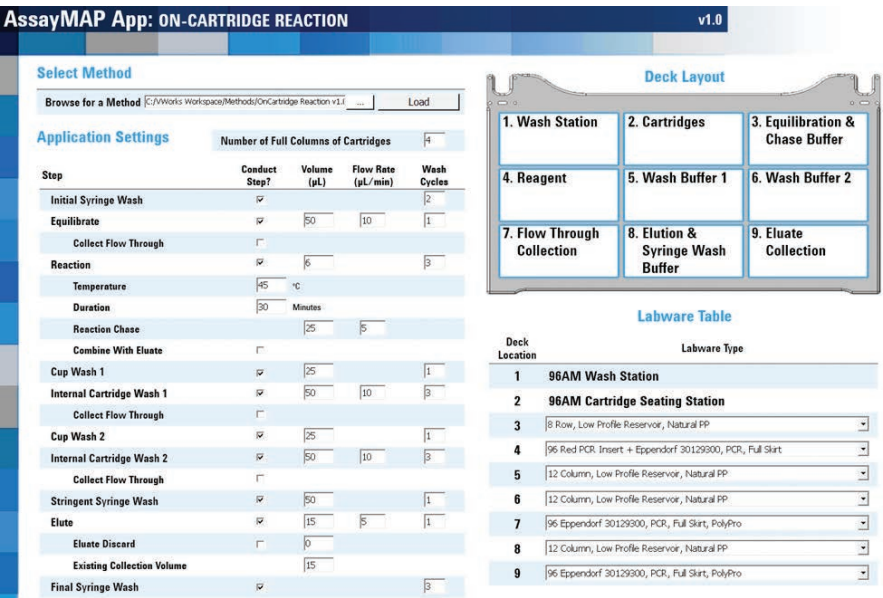 AssayMAP App: ON-CARTRIDGE REACTION v1.0
Select Method
Browse for a Method C:/VWorks Workspace/Methods/OnCartridge Reaction v1.( ... Load
Application Settings Number of Full Columns of Cartridges 4
Step Conduct Step? Volume (µL) Flow Rate (µL/min) Wash Cycles
Initial Syringe Wash 2
Equilibrate 50 10 1
Collect Flow Through
Reaction 6 3
Temperature 45 °C
Duration 30 Minutes
Reaction Chase 25 5
Combine With Eluate
Cup Wash 1 25 1
Internal Cartridge Wash 1 50 10 3
Collect Flow Through
Cup Wash 2 25 1
Internal Cartridge Wash 2 50 10 3
Collect Flow Through
Stringent Syringe Wash 50 1
Elute 15 5 1
Eluate Discard 0
Existing Collection Volume 15
Final Syringe Wash 3
Deck Layout
1. Wash Station
2. Cartridges
3. Equilibration &
Chase Buffer
4. Reagent
5. Wash Buffer 1
6. Wash Buffer 2
7. Flow Through
Collection
8. Elution &
Syringe Wash
Buffer
9. Eluate
Collection
Labware Table
Deck Location Labware Type
1 96AM Wash Station
2 96AM Cartridge Seating Station
3 8 Row, Low Profile Reservoir, Natural PP
4 96 Red PCR Insert + Eppendorf 30129300, PCR, Full Skirt
5 12 Column, Low Profile Reservoir, Natural PP
6 12 Column, Low Profile Reservoir, Natural PP
7 96 Eppendorf 30129300, PCR, Full Skirt, PolyPro
8 12 Column, Low Profile Reservoir, Natural PP
9 96 Eppendorf 30129300, PCR, Full Skirt, PolyPro